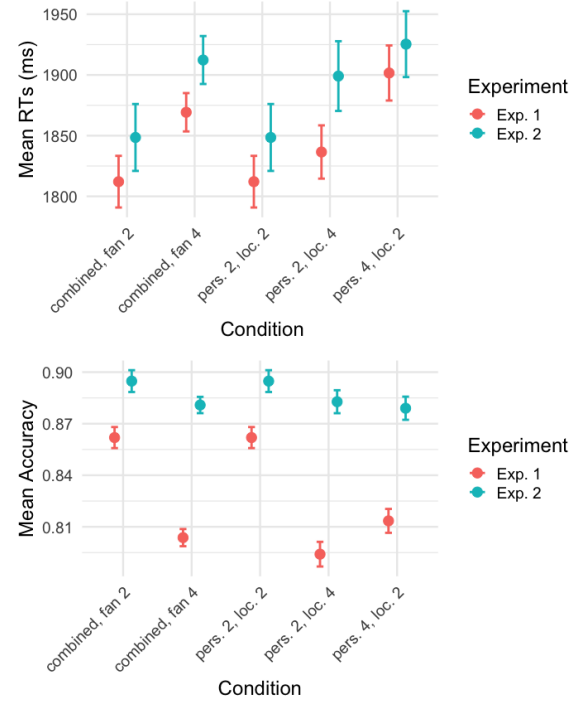 1950
1900
1850
1800
Mean RTs (ms)
combined, fan 2
combined, fan 4
pers. 2, loc. 2
pers. 2, loc. 4
pers. 4, loc. 2
Condition
Experiment
Exp. 1
Exp. 2
0.90
0.87
0.84
0.81
Mean Accuracy
combined, fan 2
combined, fan 4
pers. 2, loc. 2
pers. 2, loc. 4
pers. 4, loc. 2
Condition
Experiment
Exp. 1
Exp. 2